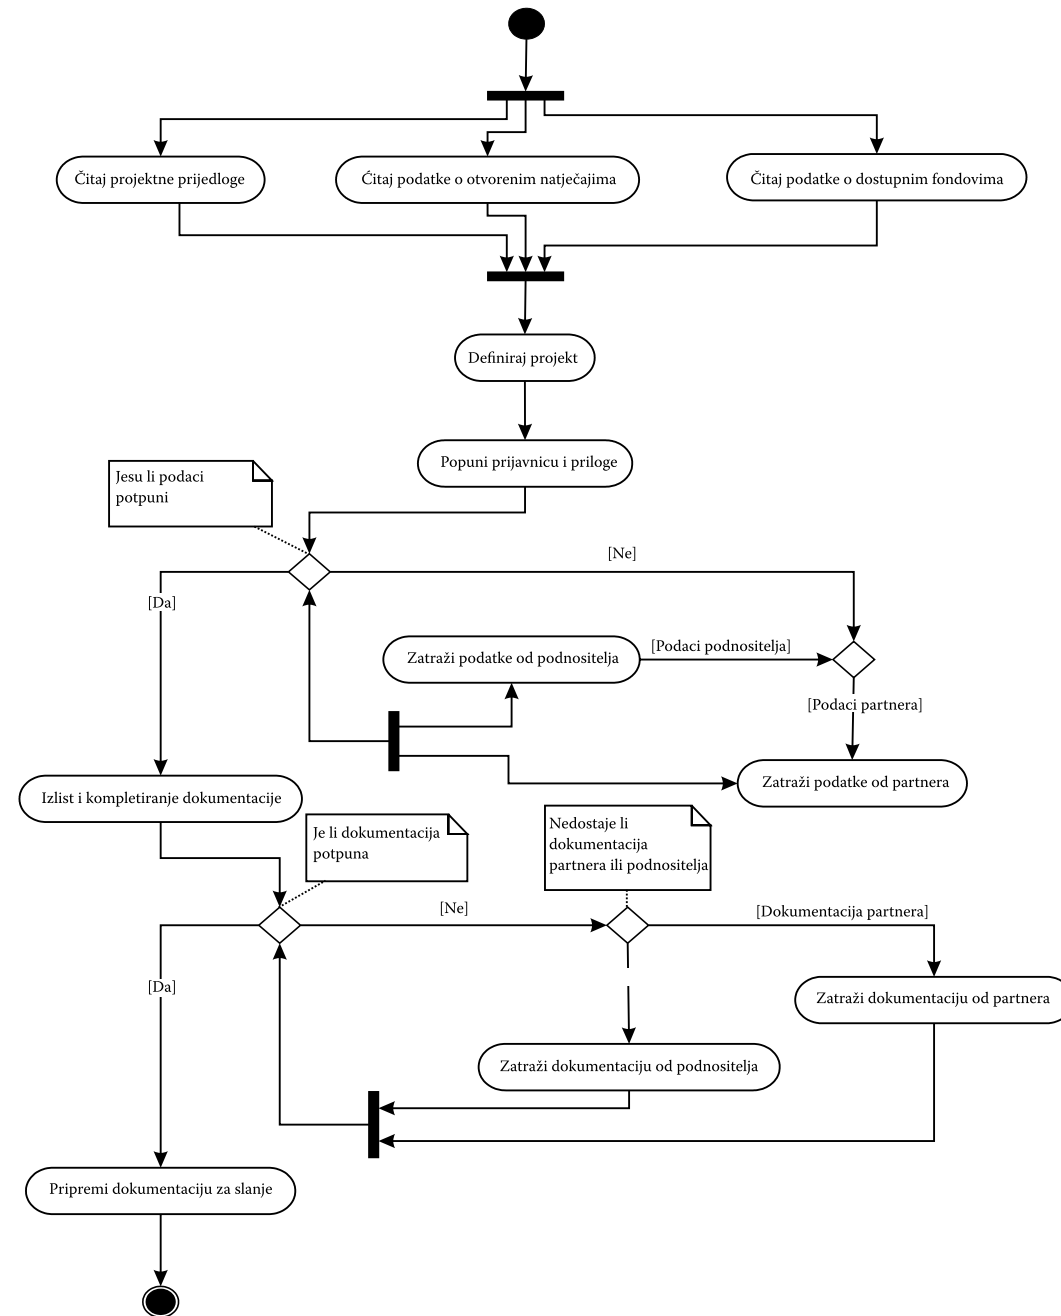 Čitaj projektne prijedloge
Ćitaj podatke o otvorenim natječajima
Čitaj podatke o dostupnim fondovima
Definiraj projekt
Popuni prijavnicu i priloge
Jesu li podaci
potpuni
[Ne]
[Da]
Zatraži podatke od podnositelja
[Podaci podnositelja]
[Podaci partnera]
Zatraži podatke od partnera
Izlist i kompletiranje dokumentacije
Je li dokumentacija
potpuna
Nedostaje li
dokumentacija
partnera ili podnositelja
[Ne]
[Dokumentacija partnera]
[Da]
Zatraži dokumentaciju od partnera
Zatraži dokumentaciju od podnositelja
Pripremi dokumentaciju za slanje